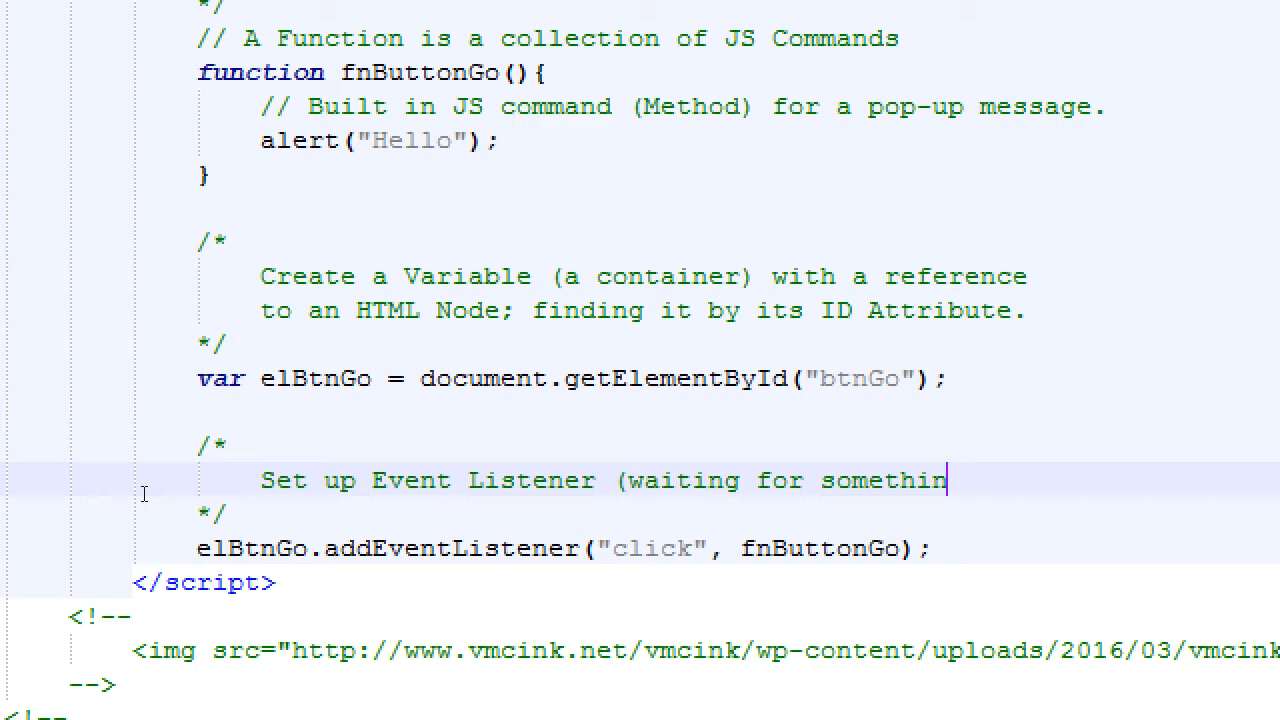 */
// A Function is a collection of JS Commands
function fnButtonGo(){
// Built in JS command (Method) for a pop-up message.
alert("Hello");
}
/*
Create a Variable (a container) with a reference
to an HTML Node; finding it by its ID Attribute.
*/
var elBtnGo = document.getElementById("btnGo");
/*
Set up Event Listener (waiting for somethin
*/
elBtnGo.addEventListener("click", fnButtonGo);
</script>
<!--
<img src="http://www.vmcink.net/vmcink/wp-content/uploads/2016/03/vmcink
-->
<!--